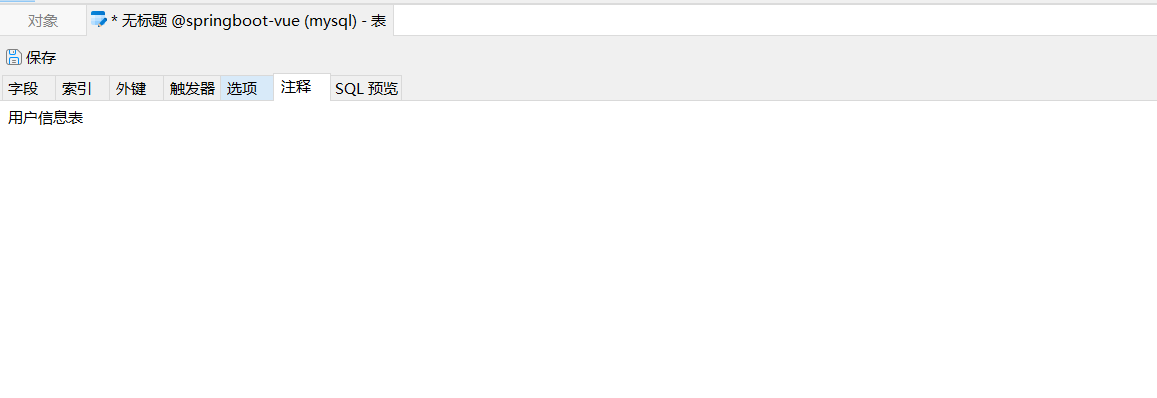 对象 * 无标题 @springboot-vue (mysql) - 表
保存
字段 索引 外键 触发器 选项 注释 SQL 预览
用户信息表